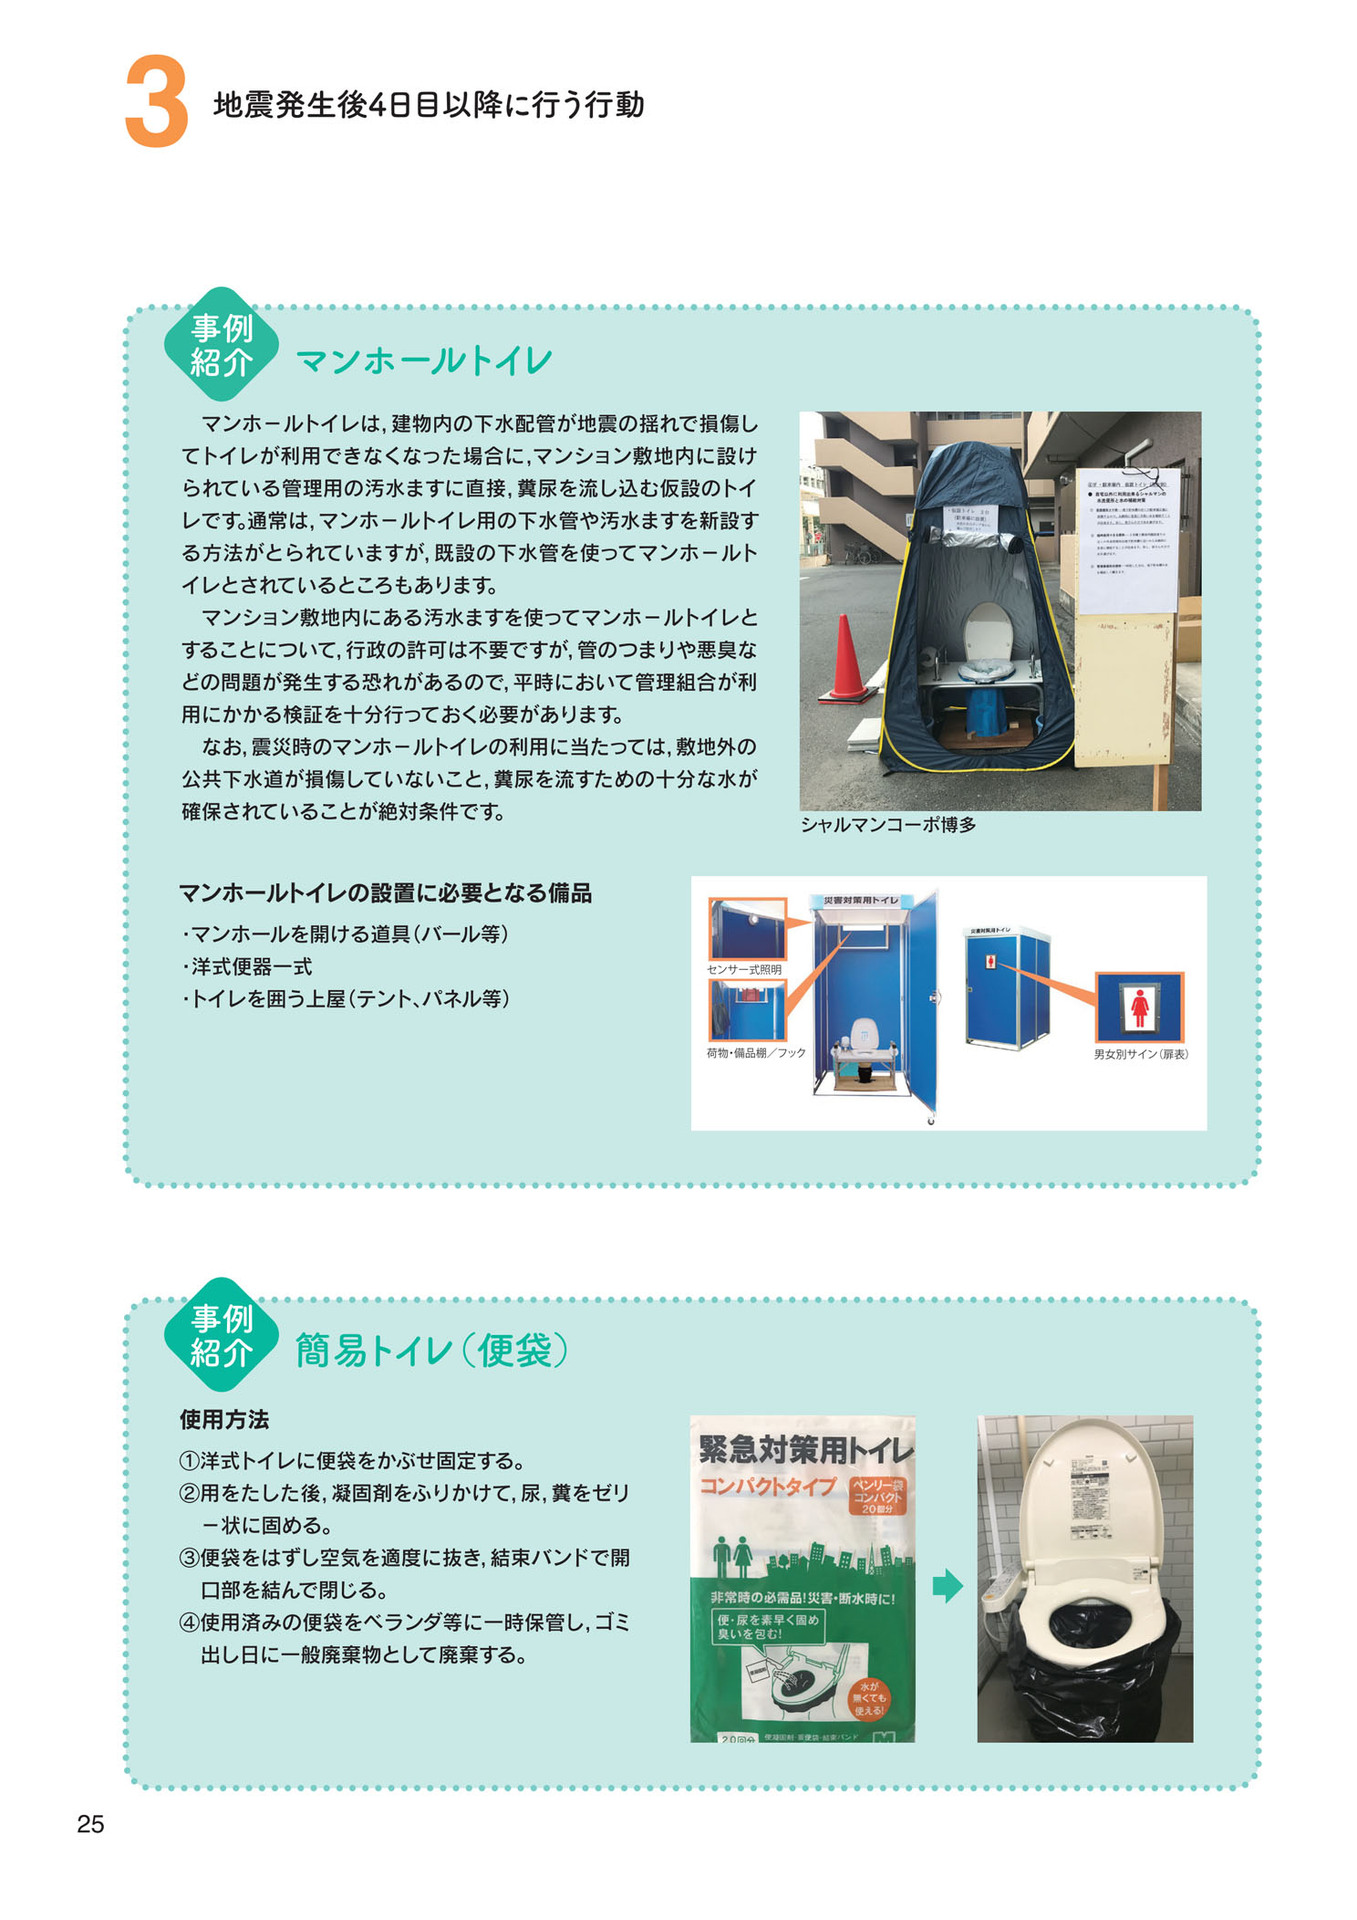 3
地震発生後4日目以降に行う行動
事例
紹介
マンホールトイレ
マンホールトイレは,建物内の下水配管が地震の揺れで損傷し
てトイレが利用できなくなった場合に,マンション敷地内に設け
られている管理用の汚水ますに直接,糞尿を流し込む仮設のトイ
レです。通常は,マンホールトイレ用の下水管や汚水ますを新設す
る方法がとられていますが,既設の下水管を使ってマンホールト
イレとされているところもあります。
マンション敷地内にある汚水ますを使ってマンホールトイレと
することについて,行政の許可は不要ですが,管のつまりや悪臭な
どの問題が発生する恐れがあるので,平時において管理組合が利
用にかかる検証を十分行っておく必要があります。
なお,震災時のマンホールトイレの利用に当たっては,敷地外の
公共下水道が損傷していないこと,糞尿を流すための十分な水が
確保されていることが絶対条件です。
シャルマンコーポ博多
マンホールトイレの設置に必要となる備品
・マンホールを開ける道具(バール等)
・洋式便器一式
・トイレを囲う上屋(テント、パネル等)
災害対策用トイレ
災害対策用トイレ
センサー式照明
荷物・備品棚/フック
男女別サイン(扉表)
事例
紹介
簡易トイレ(便袋)
使用方法
①洋式トイレに便袋をかぶせ固定する。
②用をたした後,凝固剤をふりかけて,尿,糞をゼリ
ー状に固める。
③便袋をはずし空気を適度に抜き,結束バンドで開
口部を結んで閉じる。
④使用済みの便袋をベランダ等に一時保管し,ゴミ
出し日に一般廃棄物として廃棄する。
緊急対策用トイレ
コンパクトタイプ
ベンリー袋
コンパクト
20回分
非常時の必需品!災害・断水時に!
便・尿を素早く固め
臭いを包む!
水が
無くても
使える!
20回分
25